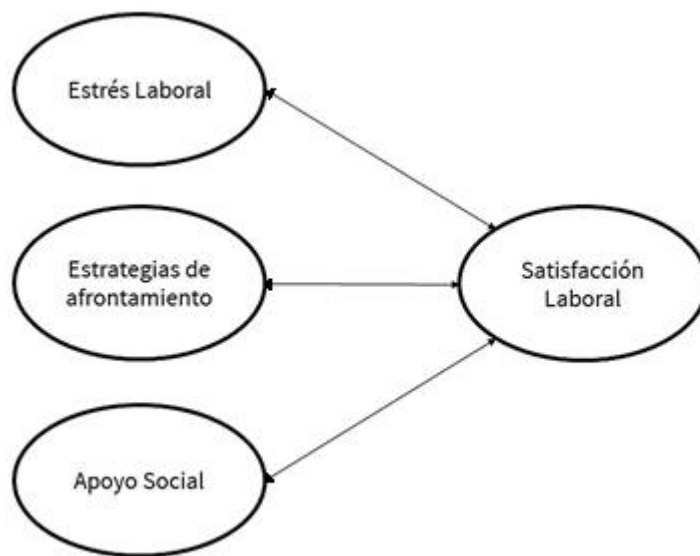 Estrés Laboral
Estrategias de
afrontamiento
Satisfacción
Laboral
Apoyo Social